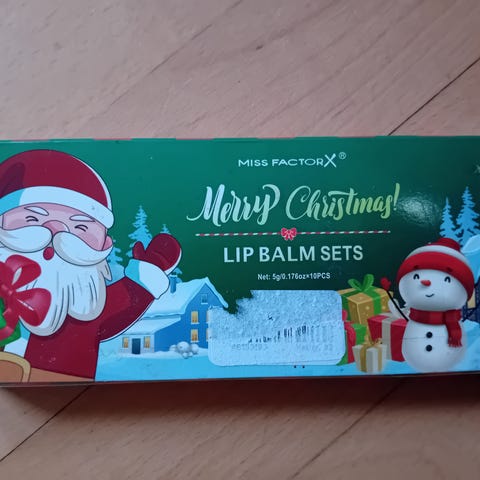 MISS FACTORX®
Merry Christmas!
LIP BALM SETS
Net: 5g/0.176oz×10PCS